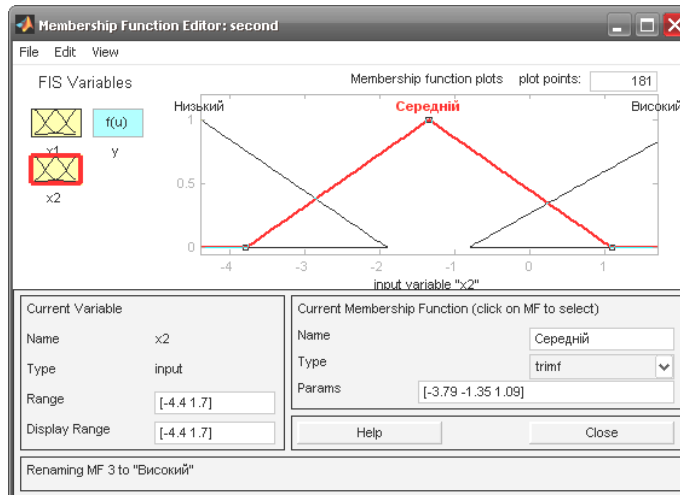 Membership Function Editor: second
File Edit View
FIS Variables
Membership function plots plot points: 181
Низький Середній Високий
f(u)
x1 y
x2
1
0.5
0
-4 -3 -2 -1 0 1
input variable "x2"
Current Variable
Name x2
Type input
Range [-4.4 1.7]
Display Range [-4.4 1.7]
Current Membership Function (click on MF to select)
Name Середній
Type trimf
Params [-3.79 -1.35 1.09]
Help Close
Renaming MF 3 to "Високий"